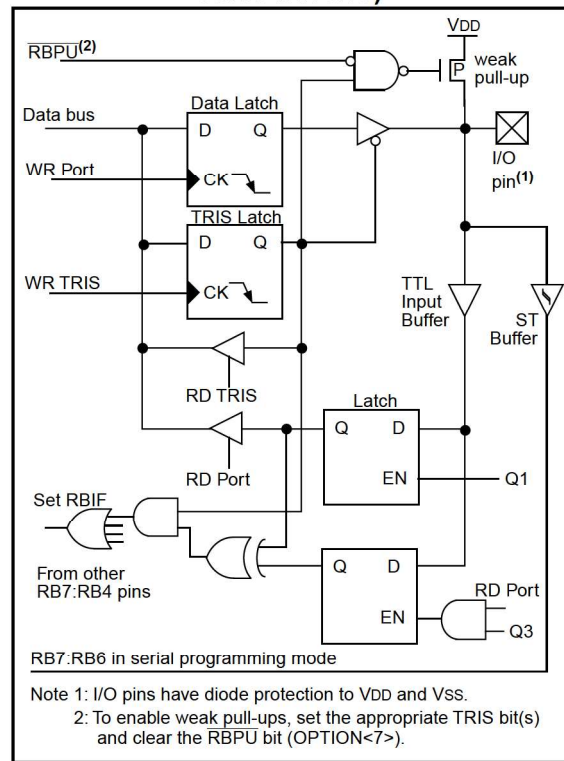 VDD
RBPU(2)
weak
pull-up
P
Data bus
Data Latch
D Q
WR Port
CK
I/O
pin(1)
TRIS Latch
D Q
WR TRIS
CK
TTL
Input
Buffer
ST
Buffer
RD TRIS
Latch
Q D
RD Port
EN
Q1
Set RBIF
Q D
From other
RB7:RB4 pins
RD Port
EN
Q3
RB7:RB6 in serial programming mode
Note 1: I/O pins have diode protection to VDD and VSS.
2: To enable weak pull-ups, set the appropriate TRIS bit(s)
and clear the RBPU bit (OPTION<7>).